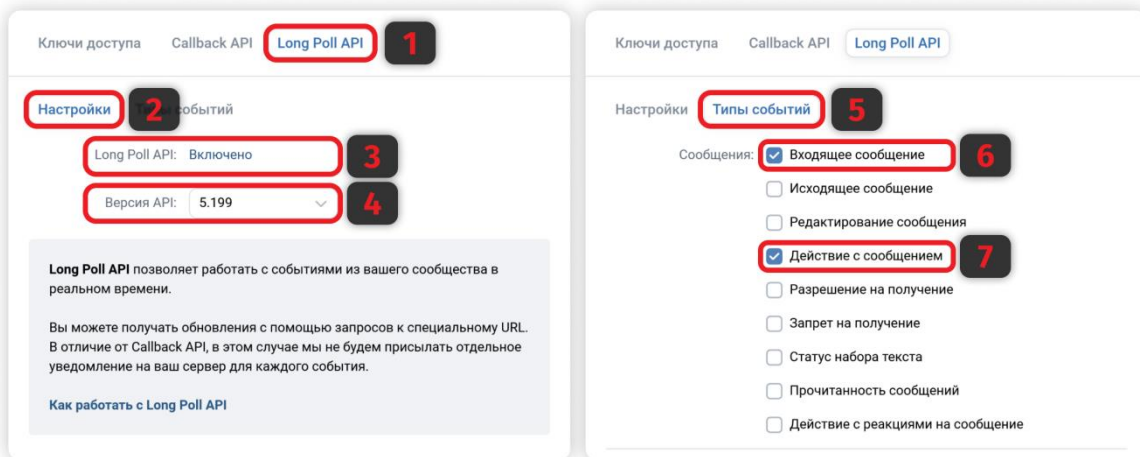 Ключи доступа Callback API Long Poll API 1
Настройки 2 событий
Long Poll API: Включено 3
Версия API: 5.199 4
Long Poll API позволяет работать с событиями из вашего сообщества в
реальном времени.
Вы можете получать обновления с помощью запросов к специальному URL.
В отличие от Callback API, в этом случае мы не будем присылать отдельное
уведомление на ваш сервер для каждого события.
Как работать с Long Poll API
Ключи доступа Callback API Long Poll API
Настройки Типы событий 5
Сообщения: Входящее сообщение 6
Исходящее сообщение
Редактирование сообщения
Действие с сообщением 7
Разрешение на получение
Запрет на получение
Статус набора текста
Прочитанность сообщений
Действие с реакциями на сообщение